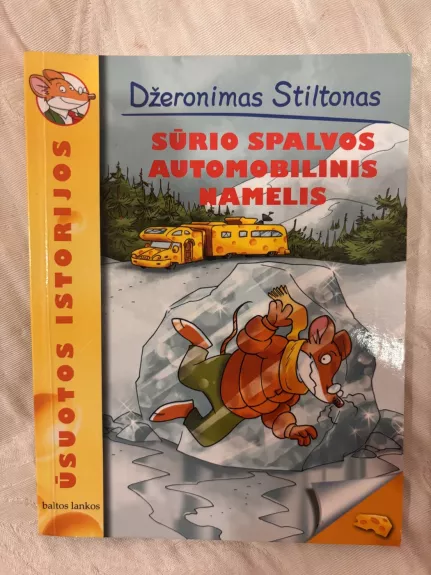 Džeronimas Stiltonas
SŪRIO SPALVOS
AUTOMOBILINIS
NAMELIS
ŪSUOTOS ISTORIJOS
baltos lankos